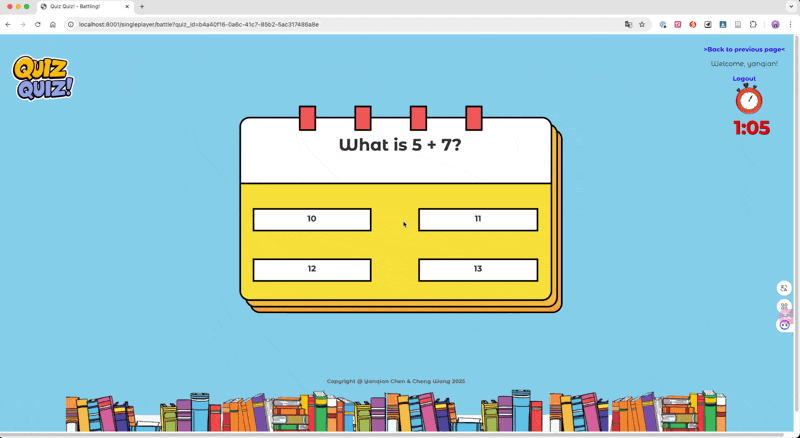 Quiz Quiz! - Battling!
localhost:8001/singleplayer/battle?quiz_id=b4a40f16-0a6c-41c7-85b2-5ac317486a8e
QUIZ
QUIZ!
>Back to previous page<
Welcome, yanqian!
Logout
1:05
What is 5 + 7?
10
11
12
13
Copyright @ Yanqian Chen & Cheng Wang 2025